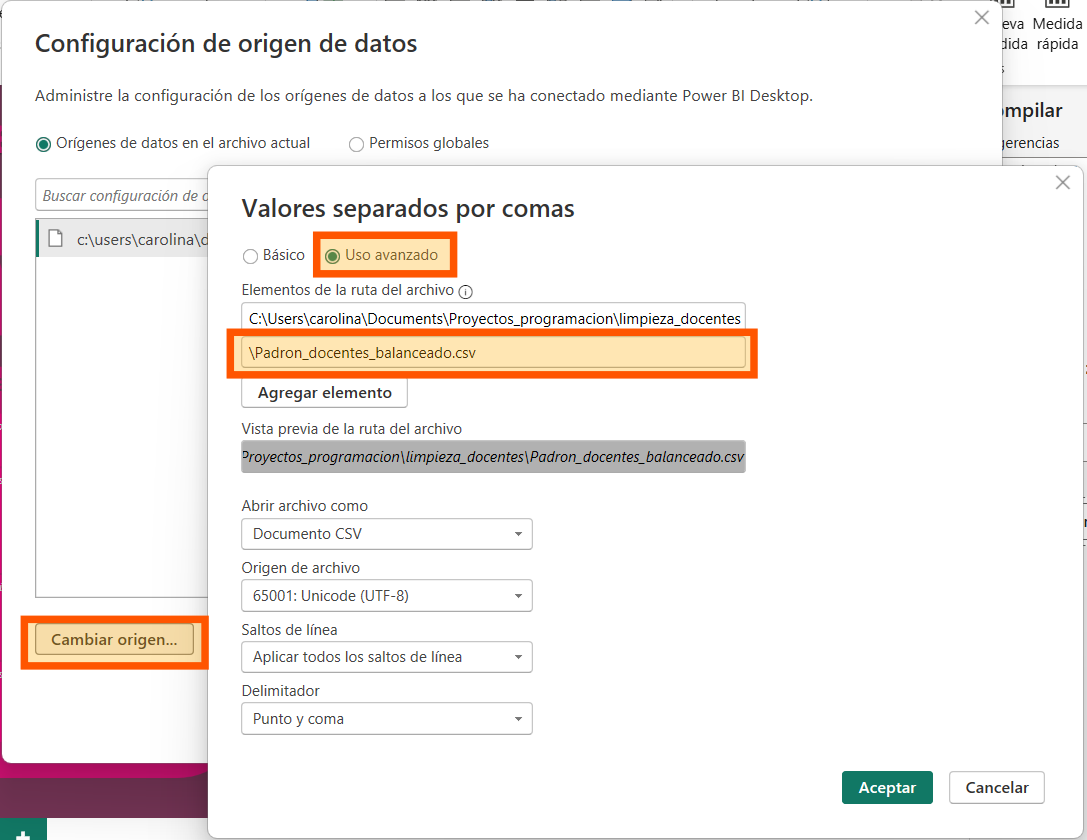 Medida
rápida
Configuración de origen de datos
Administre la configuración de los orígenes de datos a los que se ha conectado mediante Power BI Desktop.
Orígenes de datos en el archivo actual
Permisos globales
Buscar configuración de
c:\users\carolina\d
Valores separados por comas
Básico
Uso avanzado
Elementos de la ruta del archivo
C:\Users\carolina\Documents\Proyectos_programacion\limpieza_docentes
\Padron_docentes_balanceado.csv
Agregar elemento
Vista previa de la ruta del archivo
Proyectos_programacion\limpieza_docentes\Padron_docentes_balanceado.csv
Abrir archivo como
Documento CSV
Origen de archivo
65001: Unicode (UTF-8)
Saltos de línea
Aplicar todos los saltos de línea
Delimitador
Punto y coma
Cambiar origen...
Aceptar
Cancelar